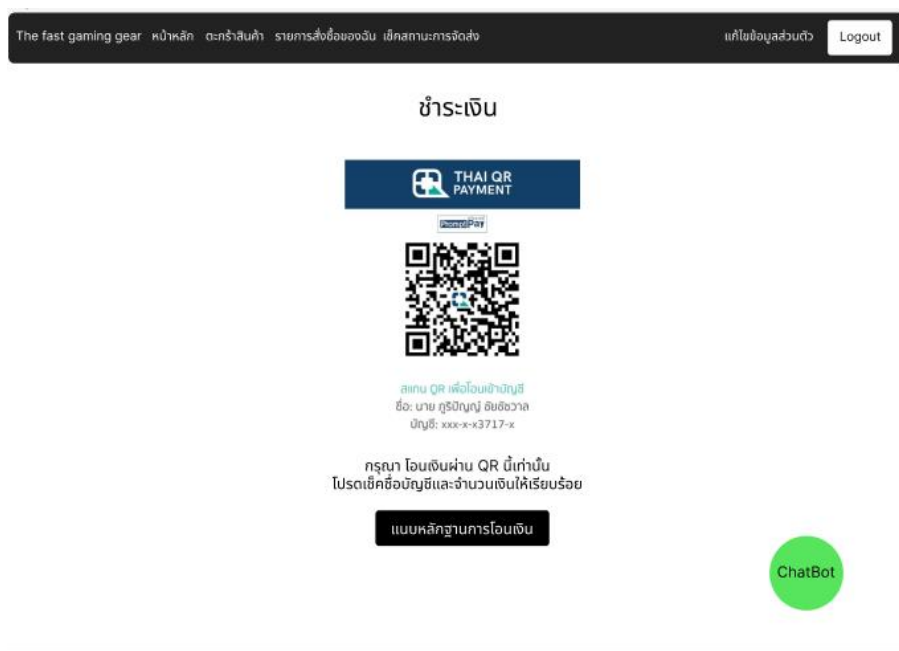 The fast gaming gear หน้าหลัก ตะกร้าสินค้า รายการสั่งซื้อของฉัน เช็คสถานะการจัดส่ง แก้ไขข้อมูลส่วนตัว Logout
ชำระเงิน
THAI QR
PAYMENT
PromptPay
สแกน QR เพื่อโอนเข้าบัญชี
ชื่อ: นาย ภูริปัญญ์ ชัยชัชวาล
บัญชี: xxx-x-x3717-x
กรุณา โอนเงินผ่าน QR นี้เท่านั้น
โปรดเช็คชื่อบัญชีและจำนวนเงินให้เรียบร้อย
แนบหลักฐานการโอนเงิน
ChatBot